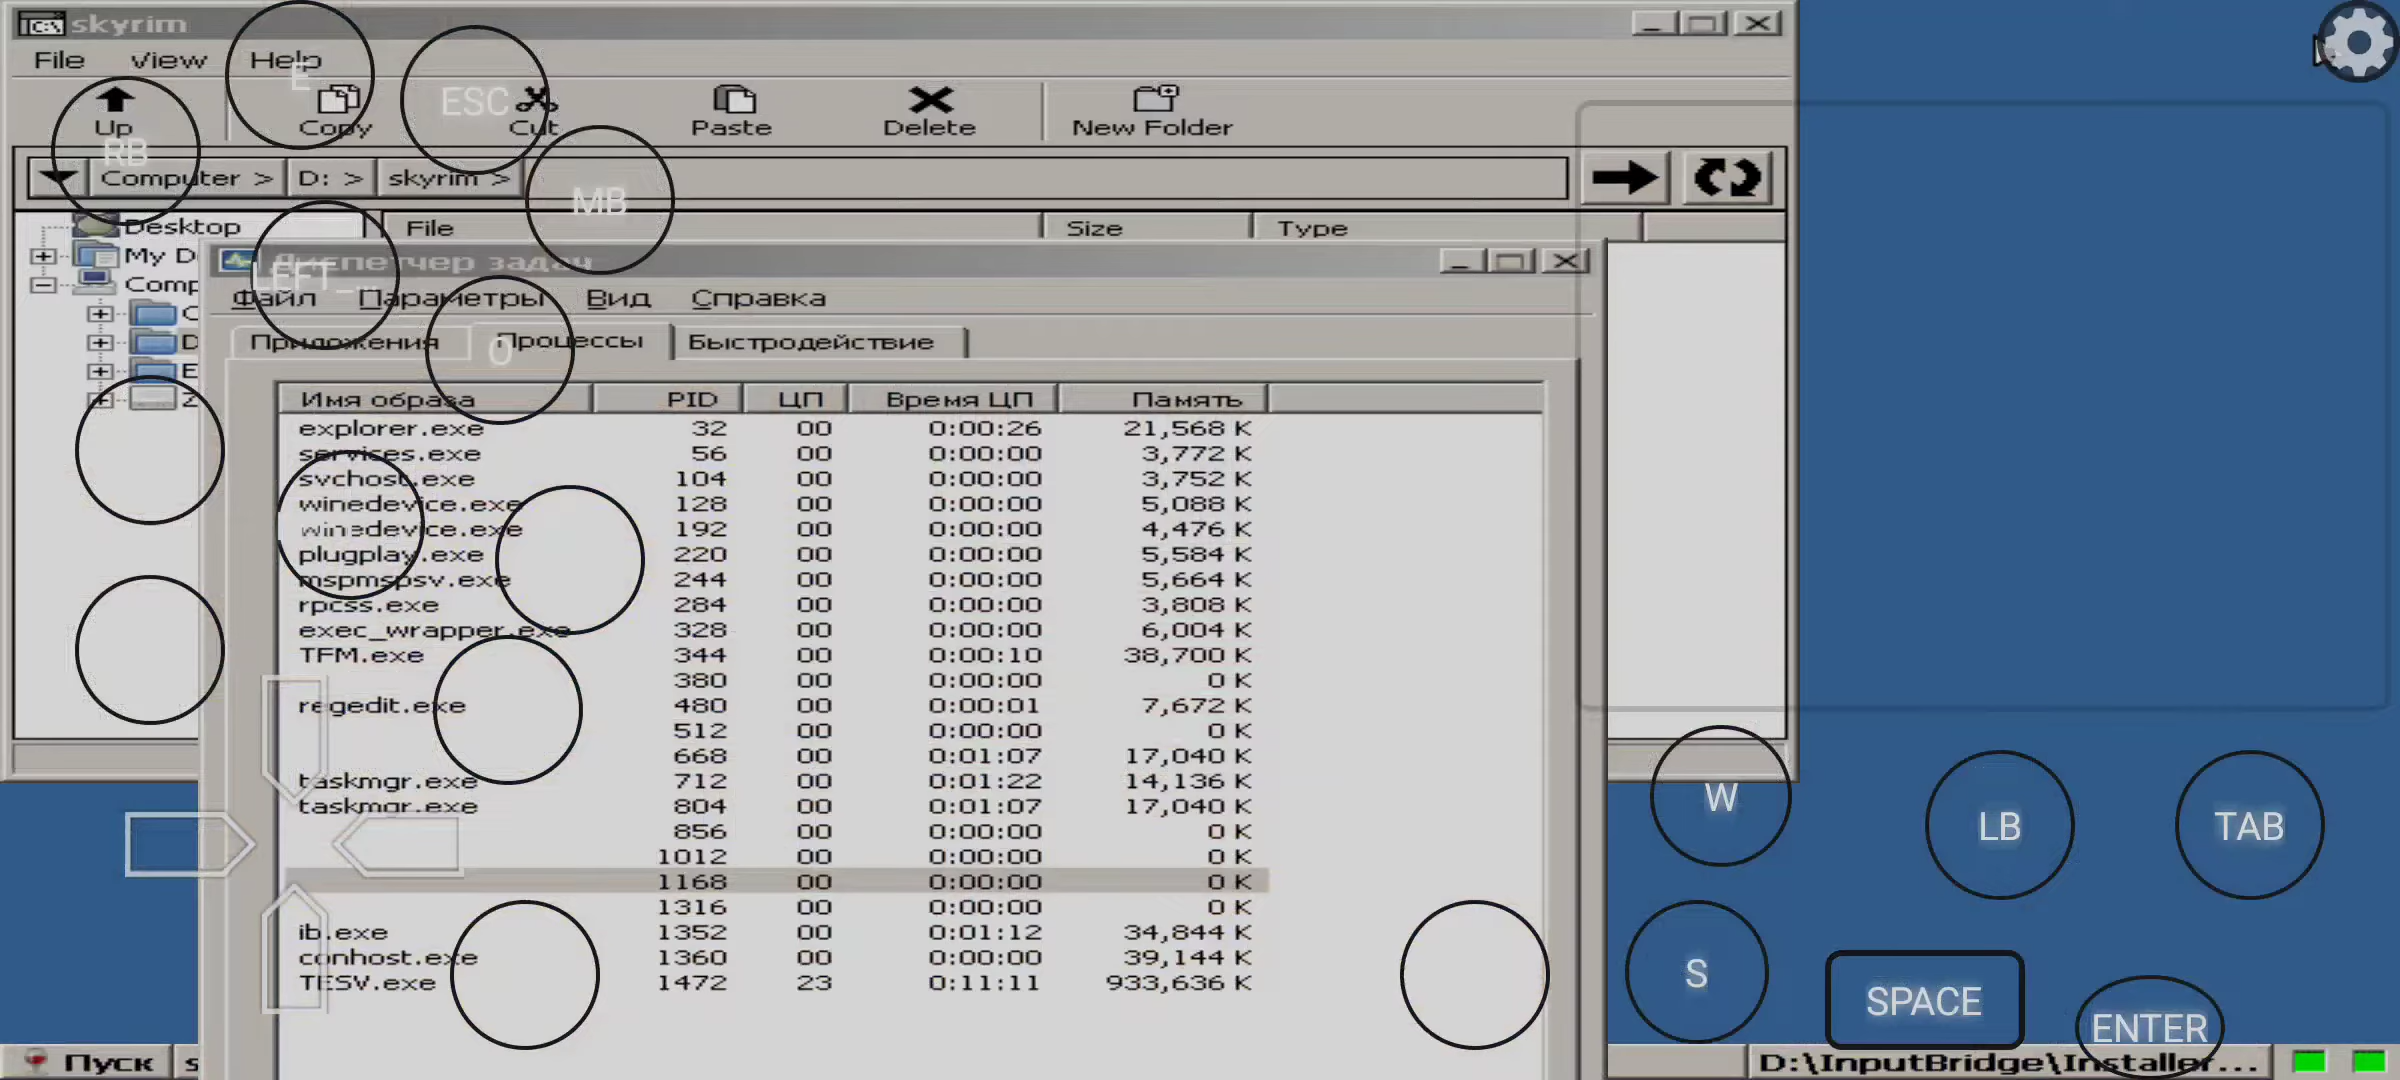 skyrim
File View Help
E
ESC
Up Copy Cut Paste Delete New Folder
RB
Computer > D: > skyrim >
MB
Desktop File Size Type
My D
Диспетчер задач
Comp
LEFT_...
Файл Параметры Вид Справка
C
Приложения Процессы Быстродействие
D
O
E
Z
Имя образа PID ЦП Время ЦП Память
explorer.exe 32 00 0:00:26 21,568 K
services.exe 56 00 0:00:00 3,772 K
svchost.exe 104 00 0:00:00 3,752 K
winedevice.exe 128 00 0:00:00 5,088 K
winedevice.exe 192 00 0:00:00 4,476 K
plugplay.exe 220 00 0:00:00 5,584 K
mspmspsv.exe 244 00 0:00:00 5,664 K
rpcss.exe 284 00 0:00:00 3,808 K
exec_wrapper.exe 328 00 0:00:00 6,004 K
TFM.exe 344 00 0:00:10 38,700 K
380 00 0:00:00 0 K
regedit.exe 480 00 0:00:01 7,672 K
512 00 0:00:00 0 K
668 00 0:01:07 17,040 K
taskmgr.exe 712 00 0:01:22 14,136 K
taskmgr.exe 804 00 0:01:07 17,040 K
856 00 0:00:00 0 K
1012 00 0:00:00 0 K
1168 00 0:00:00 0 K
1316 00 0:00:00 0 K
ib.exe 1352 00 0:01:12 34,844 K
conhost.exe 1360 00 0:00:00 39,144 K
TESV.exe 1472 23 0:11:11 933,636 K
W
LB
TAB
S
SPACE
ENTER
Пуск s D:\InputBridge\Installer...